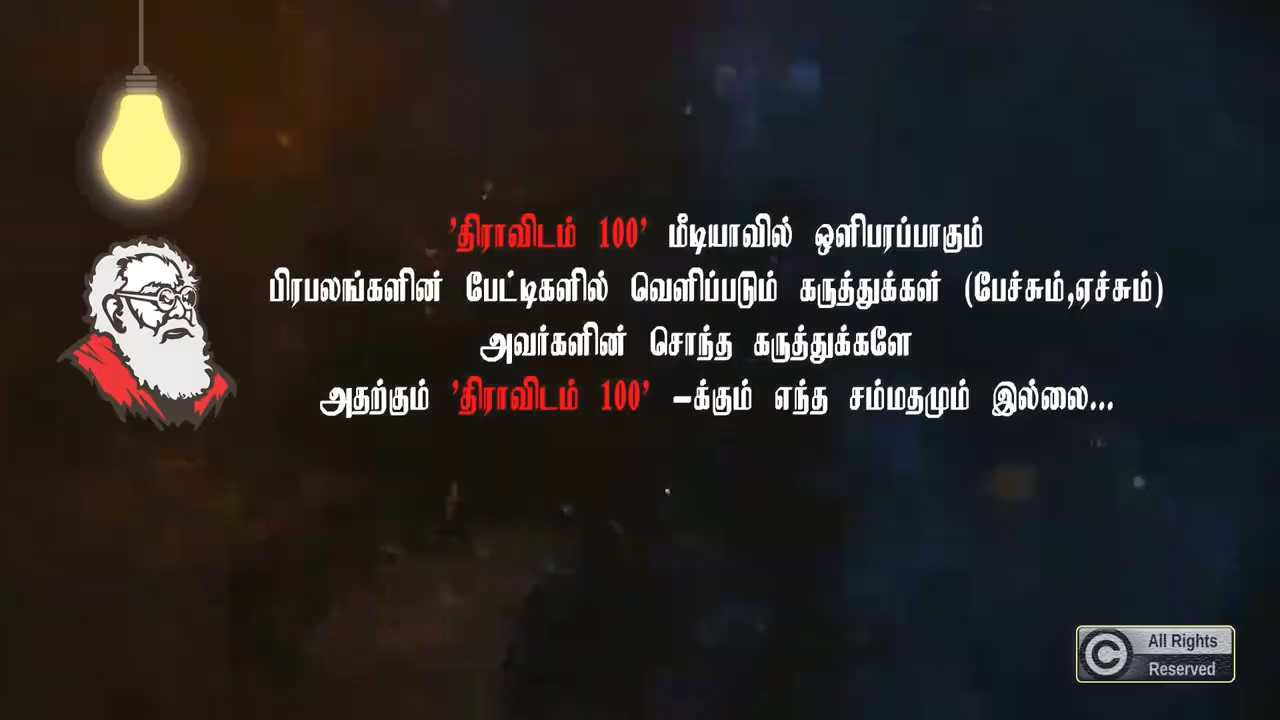 'திராவிடம் 100' மீடியாவில் ஒளிபரப்பாகும்
பிரபலங்களின் பேட்டிகளில் வெளிப்படும் கருத்துக்கள் (பேச்சும்,ஏச்சும்)
அவர்களின் சொந்த கருத்துக்களே
அதற்கும் 'திராவிடம் 100' -க்கும் எந்த சம்மதமும் இல்லை...
All Rights
Reserved